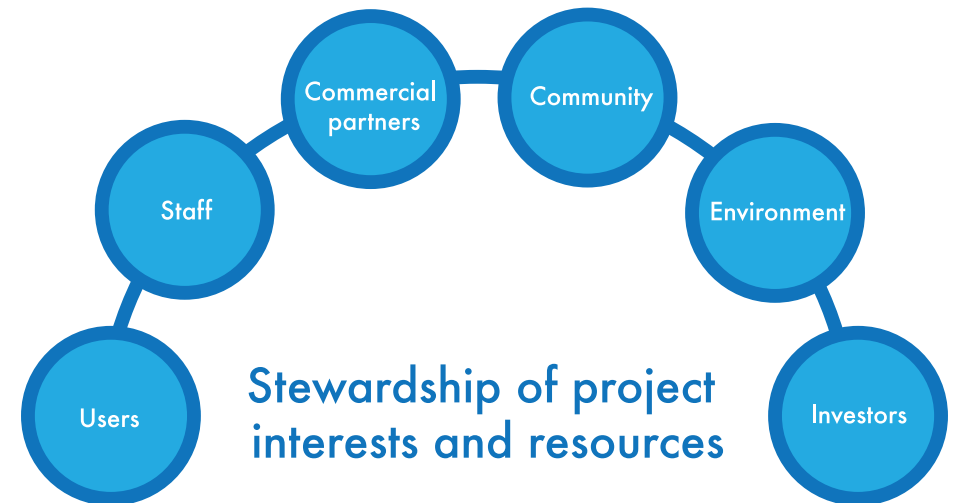 Commercial
partners
Community
Staff
Environment
Users
Stewardship of project
interests and resources
Investors